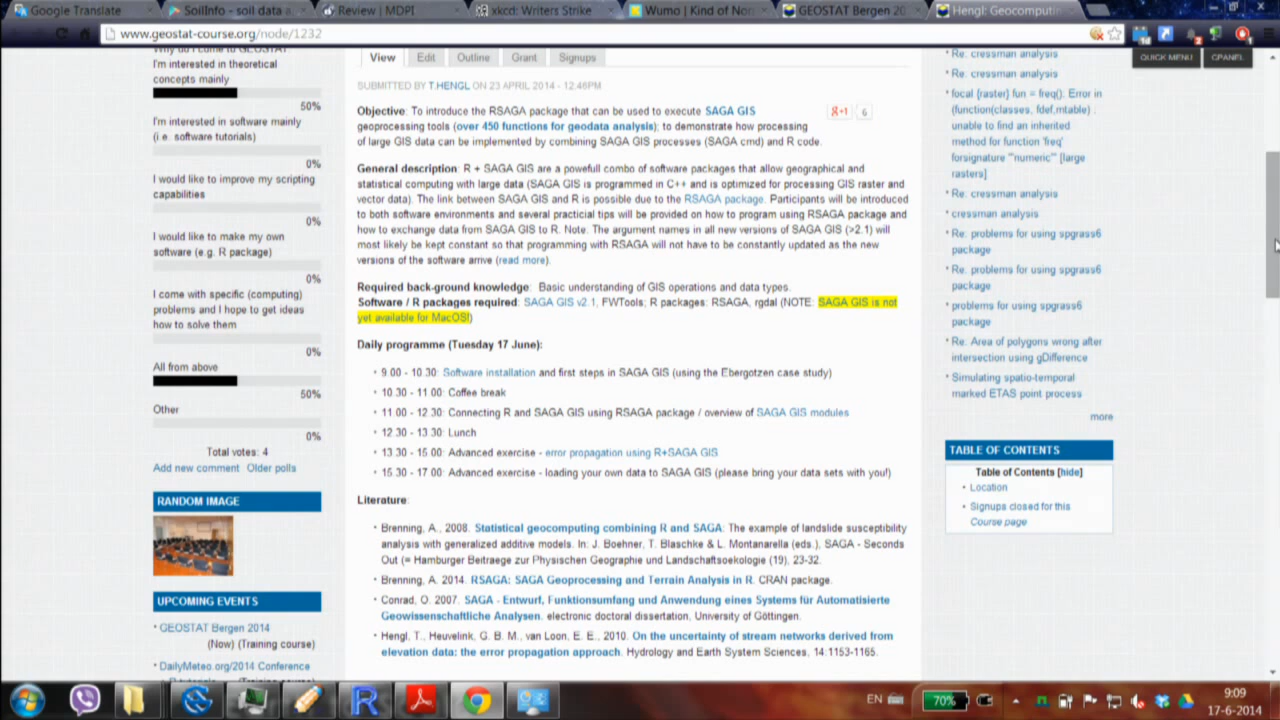 Google Translate
SoilInfo - soil data a
Review | MDPI
xkcd: Writers Strike
Wumo | Kind of Nor
GEOSTAT Bergen 20
Hengl: Geocomputin
www.geostat-course.org/node/1232
I'm interested in theoretical
concepts mainly
50%
I'm interested in software mainly
(i.e. software tutorials)
0%
I would like to improve my scripting
capabilities
0%
I would like to make my own
software (e.g. R package)
0%
I come with specific (computing)
problems and I hope to get ideas
how to solve them
0%
All from above
50%
Other
0%
Total votes: 4
Add new comment Older polls
RANDOM IMAGE
UPCOMING EVENTS
GEOSTAT Bergen 2014
(Now) (Training course)
DailyMeteo.org/2014 Conference
View Edit Outline Grant Signups
SUBMITTED BY T.HENGL ON 23 APRIL 2014 - 12:46PM
g+1 6
Objective: To introduce the RSAGA package that can be used to execute SAGA GIS
geoprocessing tools (over 450 functions for geodata analysis); to demonstrate how processing
of large GIS data can be implemented by combining SAGA GIS processes (SAGA cmd) and R code.
General description: R + SAGA GIS are a powefull combo of software packages that allow geographical and
statistical computing with large data (SAGA GIS is programmed in C++ and is optimized for processing GIS raster and
vector data). The link between SAGA GIS and R is possible due to the RSAGA package. Participants will be introduced
to both software environments and several practicial tips will be provided on how to program using RSAGA package and
how to exchange data from SAGA GIS to R. Note. The argument names in all new versions of SAGA GIS (>2.1) will
most likely be kept constant so that programming with RSAGA will not have to be constantly updated as the new
versions of the software arrive (read more).
Required back-ground knowledge: Basic understanding of GIS operations and data types.
Software / R packages required: SAGA GIS v2.1, FWTools; R packages: RSAGA, rgdal (NOTE: SAGA GIS is not
yet available for MacOS!)
Daily programme (Tuesday 17 June):
• 9.00 - 10.30: Software installation and first steps in SAGA GIS (using the Ebergotzen case study)
• 10.30 - 11.00: Coffee break
• 11.00 - 12.30: Connecting R and SAGA GIS using RSAGA package / overview of SAGA GIS modules
• 12.30 - 13.30: Lunch
• 13.30 - 15.00: Advanced exercise - error propagation using R+SAGA GIS
• 15.30 - 17.00: Advanced exercise - loading your own data to SAGA GIS (please bring your data sets with you!)
Literature:
• Brenning, A., 2008. Statistical geocomputing combining R and SAGA: The example of landslide susceptibility
analysis with generalized additive models. In: J. Boehner, T. Blaschke & L. Montanarella (eds.), SAGA - Seconds
Out (= Hamburger Beitraege zur Physischen Geographie und Landschaftsoekologie (19), 23-32.
• Brenning, A. 2014. RSAGA: SAGA Geoprocessing and Terrain Analysis in R. CRAN package.
• Conrad, O. 2007. SAGA - Entwurf, Funktionsumfang und Anwendung eines Systems für Automatisierte
Geowissenschaftliche Analysen. electronic doctoral dissertation, University of Göttingen.
• Hengl, T., Heuvelink, G. B. M., van Loon, E. E., 2010. On the uncertainty of stream networks derived from
elevation data: the error propagation approach. Hydrology and Earth System Sciences, 14:1153-1165.
QUICK MENU CPANEL
Re: cressman analysis
Re: cressman analysis
focal {raster} fun = freq(): Error in
(function(classes, fdef,mtable) :
unable to find an inherited
method for function 'freq'
forsignature '"numeric"' [large
rasters]
Re: cressman analysis
cressman analysis
Re: problems for using spgrass6
package
Re: problems for using spgrass6
package
problems for using spgrass6
package
Re: Area of polygons wrong after
intersection using gDifference
Simulating spatio-temporal
marked ETAS point process
more
TABLE OF CONTENTS
Table of Contents [hide]
• Location
• Signups closed for this
Course page
EN
70%
9:09
17-6-2014